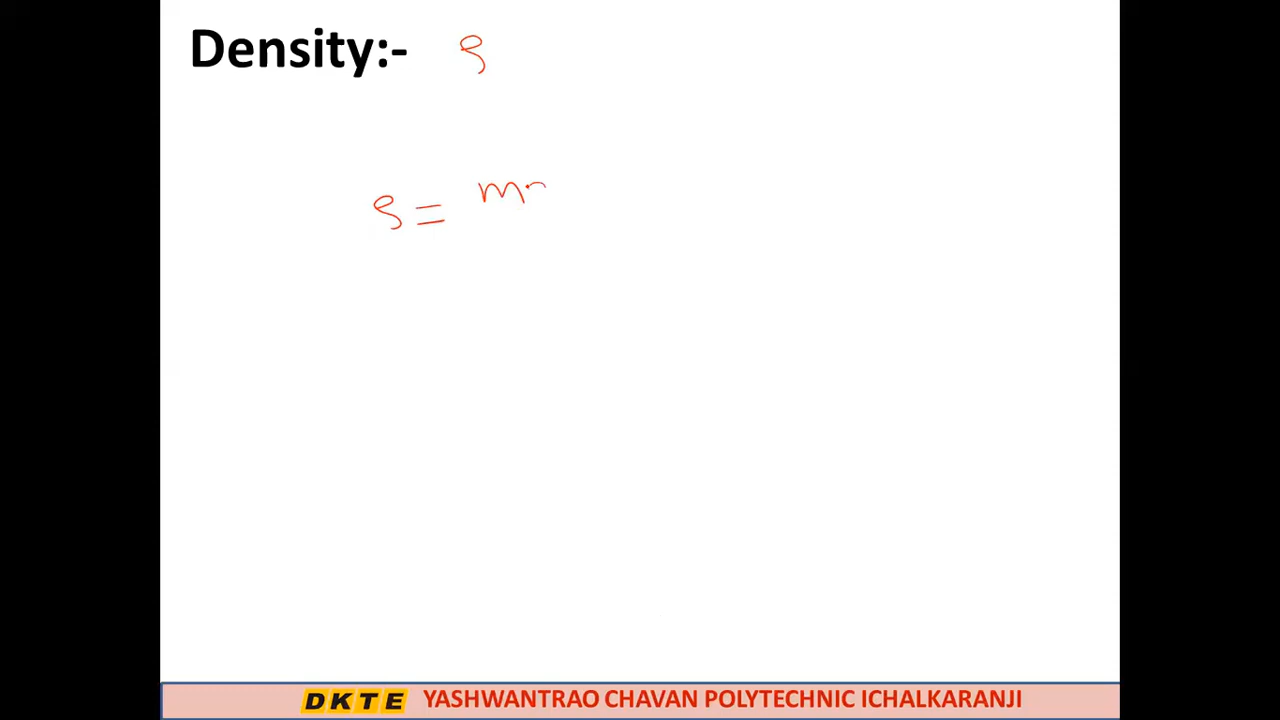 Density:- ρ
ρ = m
DKTE YASHWANTRAO CHAVAN POLYTECHNIC ICHALKARANJI